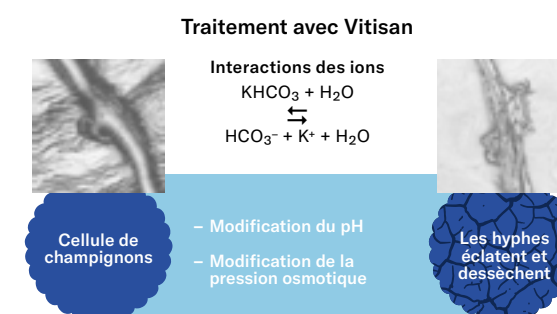 Traitement avec Vitisan
Interactions des ions
KHCO₃ + H₂O
⇆
HCO₃⁻ + K⁺ + H₂O
Cellule de
champignons
– Modification du pH
– Modification de la
pression osmotique
Les hyphes
éclatent et
dessèchent